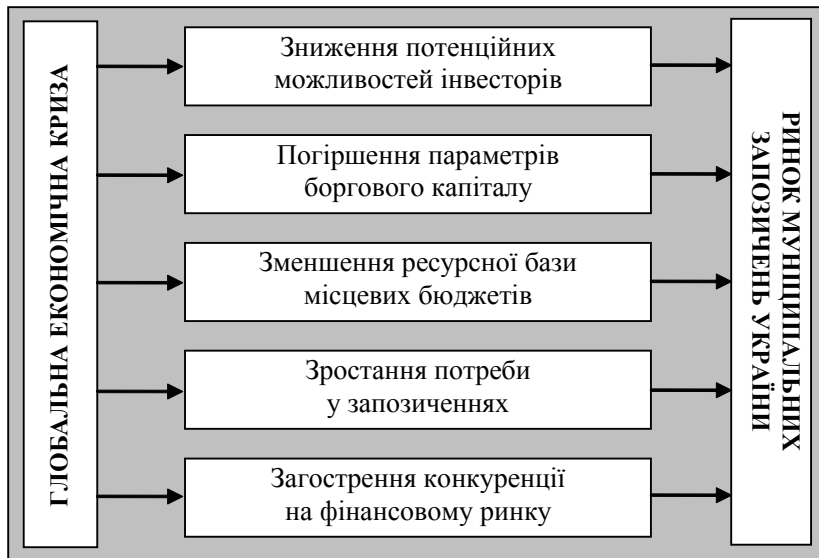 ГЛОБАЛЬНА ЕКОНОМІЧНА КРИЗА
Зниження потенційних
можливостей інвесторів
Погіршення параметрів
боргового капіталу
Зменшення ресурсної бази
місцевих бюджетів
Зростання потреби
у запозиченнях
Загострення конкуренції
на фінансовому ринку
РИНОК МУНІЦИПАЛЬНИХ
ЗАПОЗИЧЕНЬ УКРАЇНИ